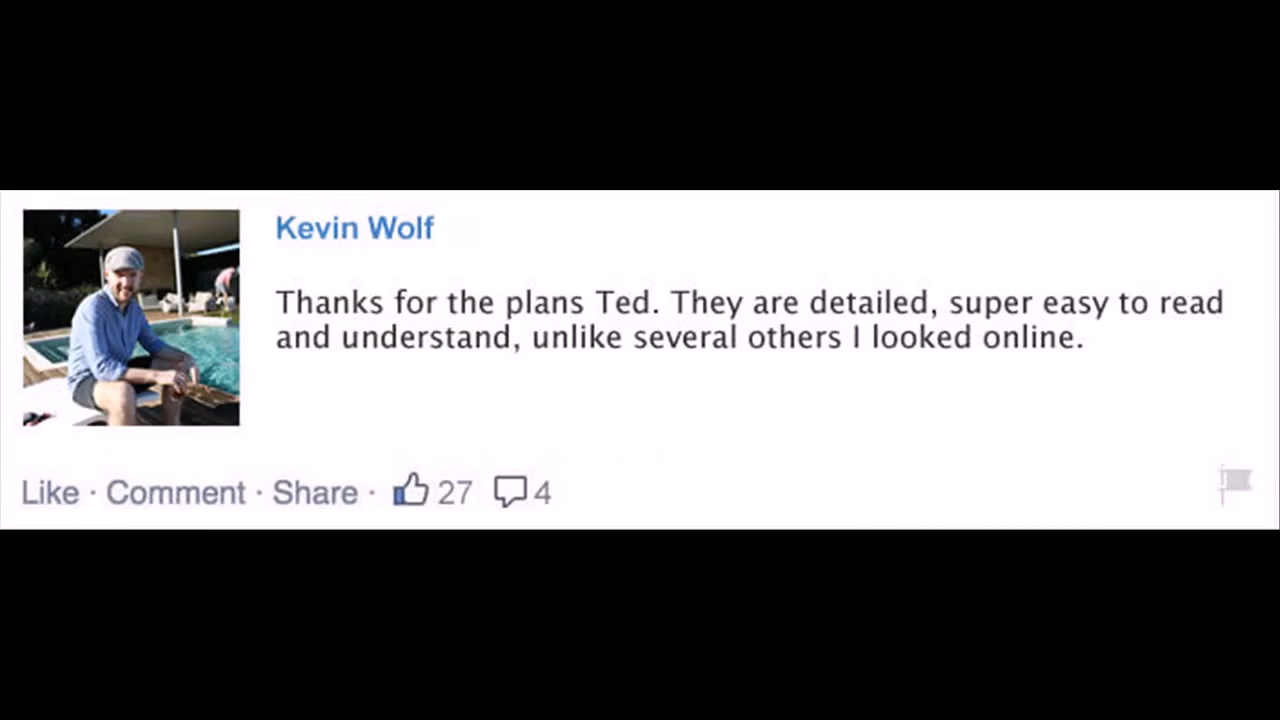 Kevin Wolf
Thanks for the plans Ted. They are detailed, super easy to read
and understand, unlike several others I looked online.
Like · Comment · Share · 27 4